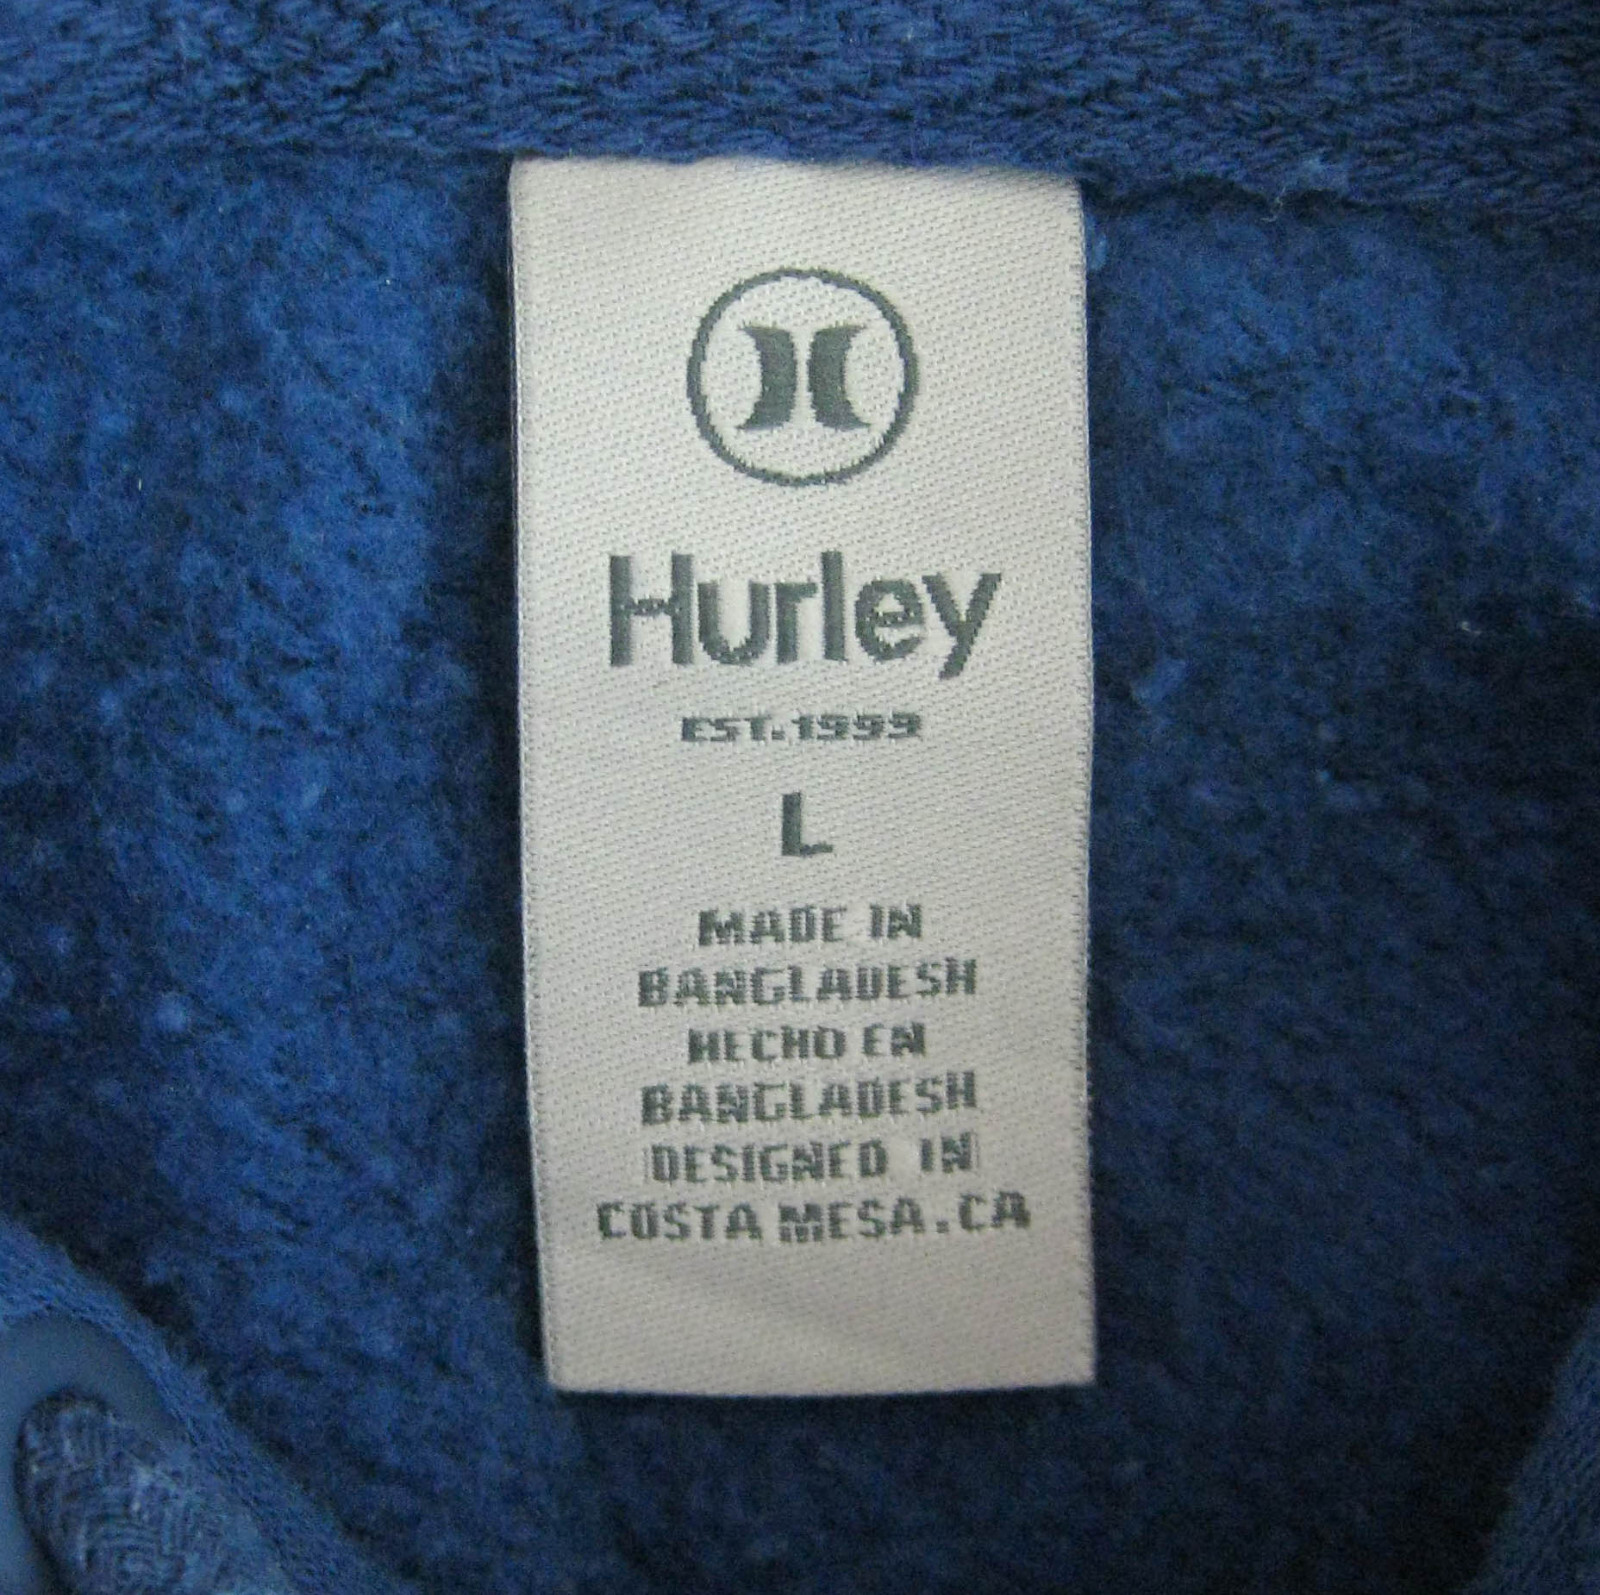 Hurley
EST.1999
L
MADE IN
BANGLADESH
HECHO EN
BANGLADESH
DESIGNED IN
COSTA MESA.CA